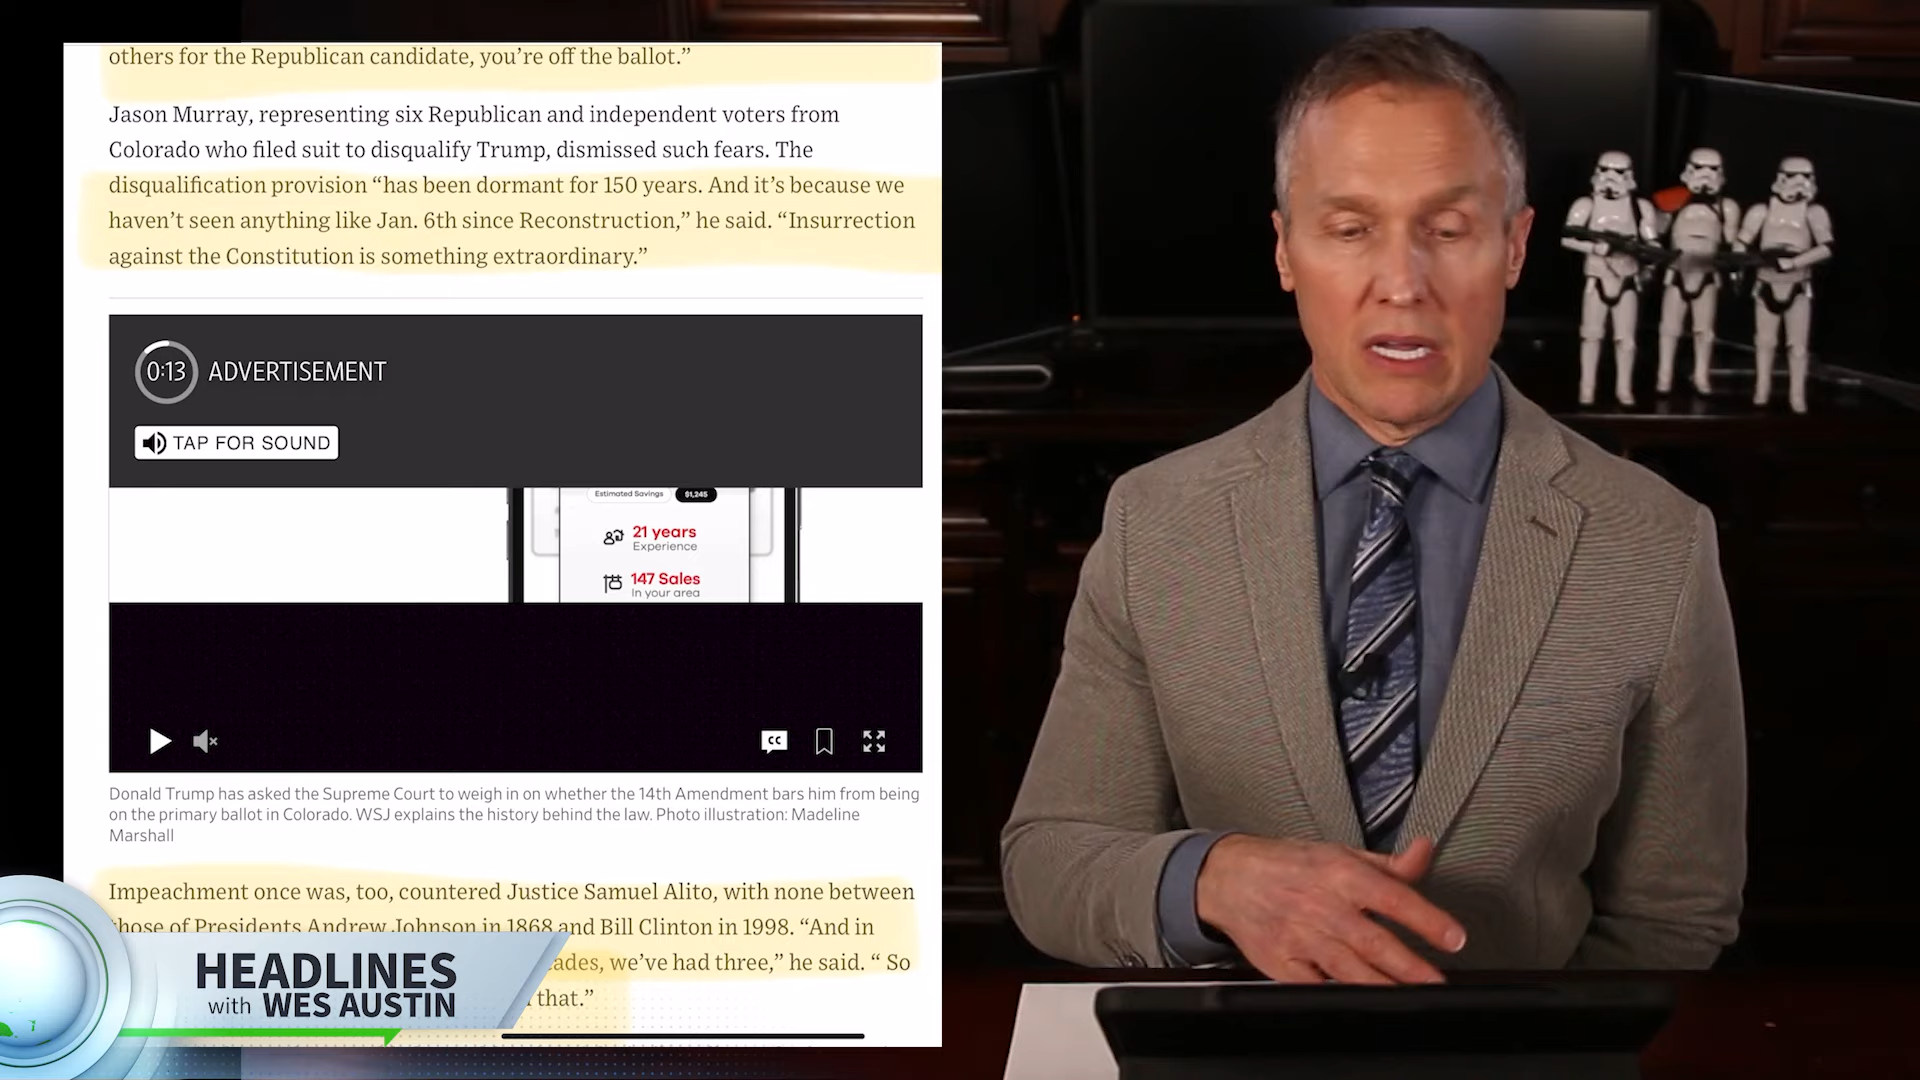 others for the Republican candidate, you’re off the ballot.”
Jason Murray, representing six Republican and independent voters from
Colorado who filed suit to disqualify Trump, dismissed such fears. The
disqualification provision “has been dormant for 150 years. And it’s because we
haven’t seen anything like Jan. 6th since Reconstruction,” he said. “Insurrection
against the Constitution is something extraordinary.”
0:13 ADVERTISEMENT
TAP FOR SOUND
Estimated Savings $1,245
21 years
Experience
147 Sales
In your area
CC
Donald Trump has asked the Supreme Court to weigh in on whether the 14th Amendment bars him from being
on the primary ballot in Colorado. WSJ explains the history behind the law. Photo illustration: Madeline
Marshall
Impeachment once was, too, countered Justice Samuel Alito, with none between
those of Presidents Andrew Johnson in 1868 and Bill Clinton in 1998. “And in
we’ve had three,” he said. “ So
that.”
HEADLINES
with WES AUSTIN